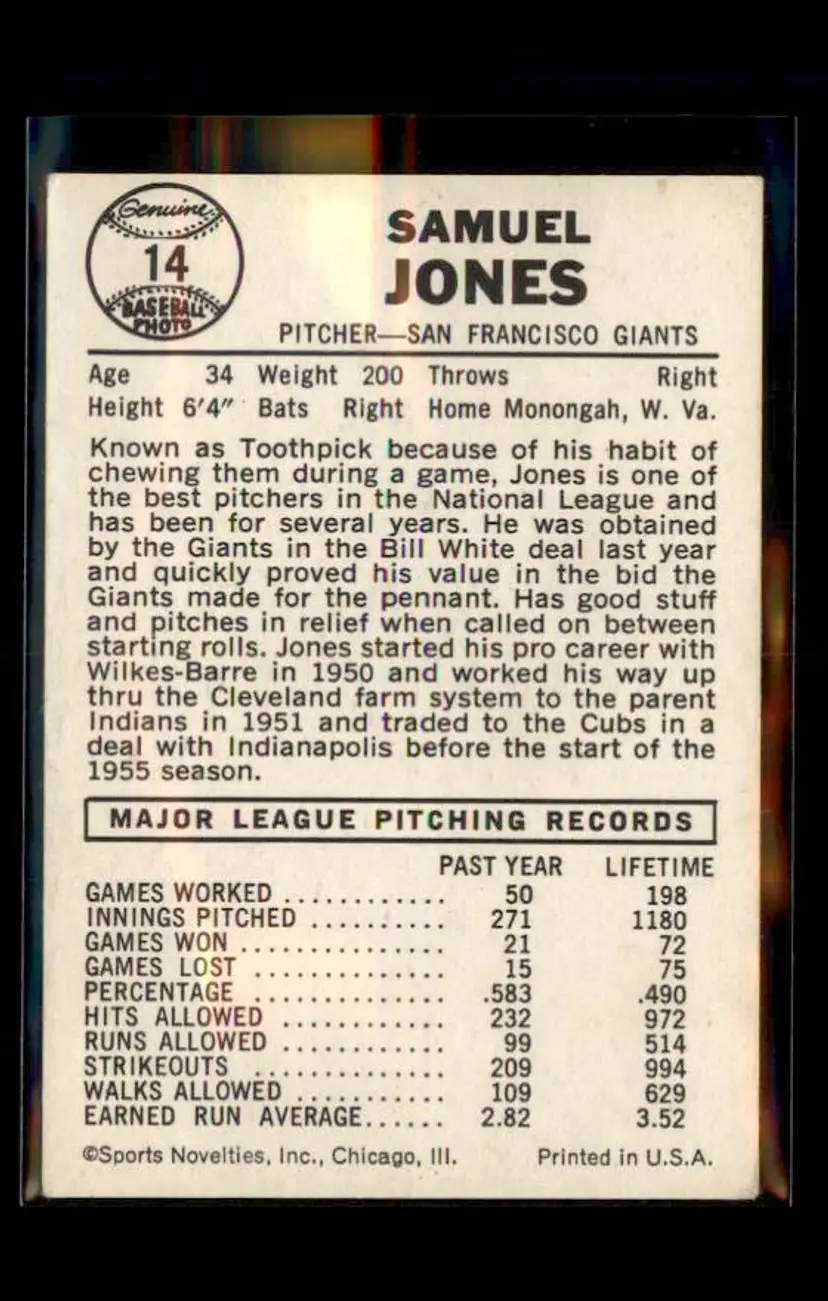 Genuine
14
BASEBALL
PHOTO
SAMUEL
JONES
PITCHER—SAN FRANCISCO GIANTS
Age 34 Weight 200 Throws Right
Height 6'4" Bats Right Home Monongah, W. Va.
Known as Toothpick because of his habit of
chewing them during a game, Jones is one of
the best pitchers in the National League and
has been for several years. He was obtained
by the Giants in the Bill White deal last year
and quickly proved his value in the bid the
Giants made for the pennant. Has good stuff
and pitches in relief when called on between
starting rolls. Jones started his pro career with
Wilkes-Barre in 1950 and worked his way up
thru the Cleveland farm system to the parent
Indians in 1951 and traded to the Cubs in a
deal with Indianapolis before the start of the
1955 season.
MAJOR LEAGUE PITCHING RECORDS
PAST YEAR LIFETIME
GAMES WORKED ............ 50 198
INNINGS PITCHED .......... 271 1180
GAMES WON ............... 21 72
GAMES LOST .............. 15 75
PERCENTAGE .............. .583 .490
HITS ALLOWED ............ 232 972
RUNS ALLOWED ............ 99 514
STRIKEOUTS .............. 209 994
WALKS ALLOWED ........... 109 629
EARNED RUN AVERAGE...... 2.82 3.52
©Sports Novelties, Inc., Chicago, Ill. Printed in U.S.A.